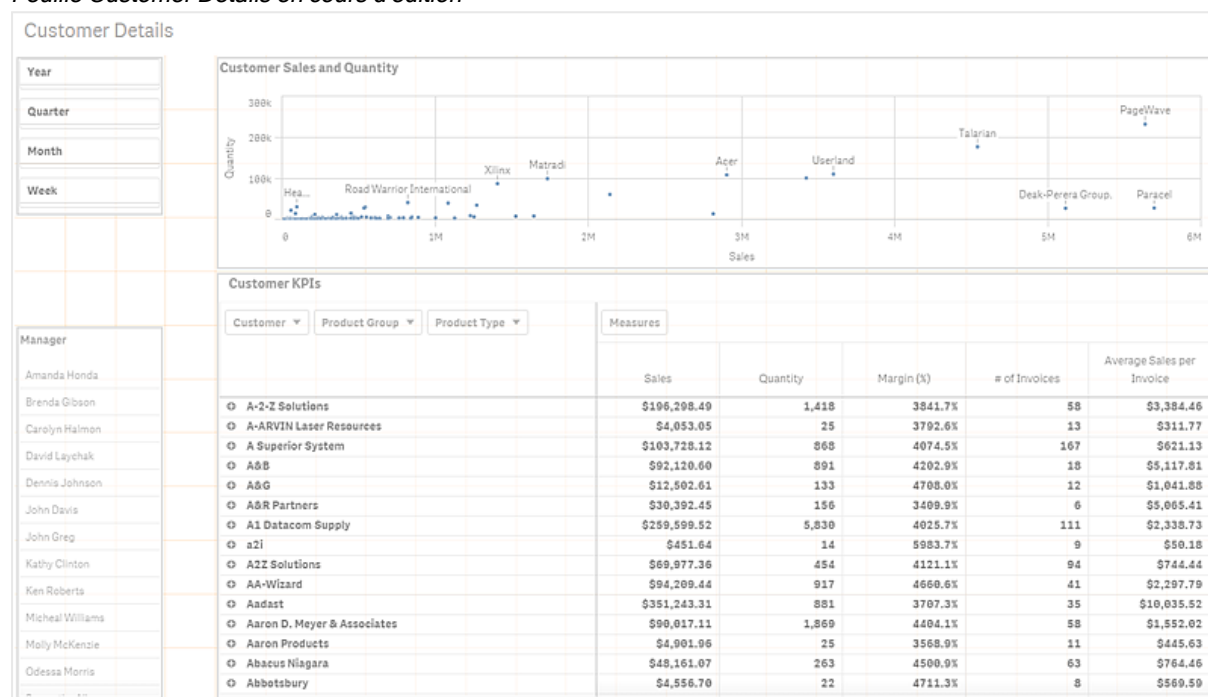 Customer Details
Year
Quarter
Month
Week
Customer Sales and Quantity
300k
200k
100k
0
Quantity
PageWave
Talarian
Acer
Userland
Xilinx
Matradi
Hea...
Road Warrior International
Deak-Perera Group.
Paracel
0 1M 2M 3M 4M 5M 6M
Sales
Manager
Amanda Honda
Brenda Gibson
Carolyn Halmon
David Laychak
Dennis Johnson
John Davis
John Greg
Kathy Clinton
Ken Roberts
Micheal Williams
Molly McKenzie
Odessa Morris
Customer KPIs
Customer Product Group Product Type Measures
Sales Quantity Margin (%) # of Invoices Average Sales per Invoice
A-2-Z Solutions $196,298.49 1,418 3841.7% 58 $3,384.46
A-ARVIN Laser Resources $4,053.05 25 3792.6% 13 $311.77
A Superior System $103,728.12 868 4074.5% 167 $621.13
A&B $92,120.60 891 4202.9% 18 $5,117.81
A&G $12,502.61 133 4708.0% 12 $1,041.88
A&R Partners $30,392.45 156 3409.9% 6 $5,065.41
A1 Datacom Supply $259,599.52 5,830 4025.7% 111 $2,338.73
a2i $451.64 14 5983.7% 9 $50.18
A2Z Solutions $69,977.36 454 4121.1% 94 $744.44
AA-Wizard $94,209.44 917 4660.6% 41 $2,297.79
Aadast $351,243.31 881 3707.3% 35 $10,035.52
Aaron D. Meyer & Associates $90,017.11 1,869 4404.1% 58 $1,552.02
Aaron Products $4,901.96 25 3568.9% 11 $445.63
Abacus Niagara $48,161.07 263 4500.9% 63 $764.46
Abbotsbury $4,556.70 22 4711.3% 8 $569.59